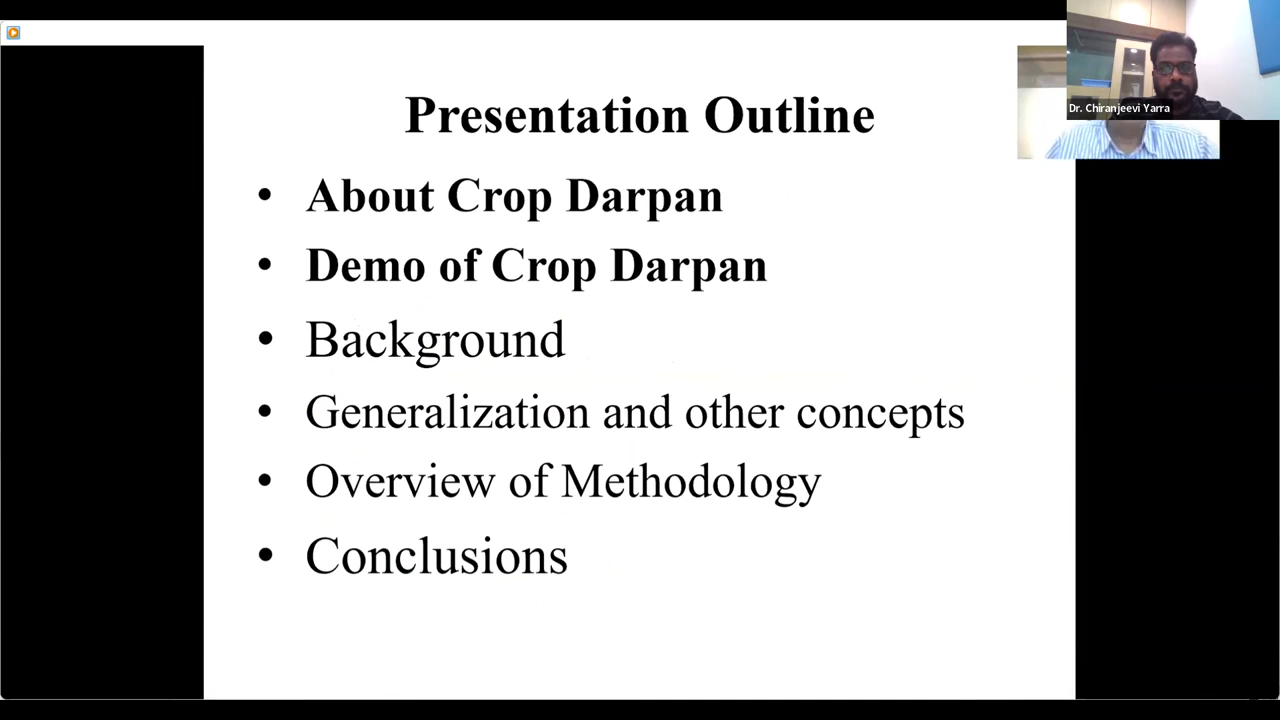 Presentation Outline
Dr. Chiranjeevi Yarra
• About Crop Darpan
• Demo of Crop Darpan
• Background
• Generalization and other concepts
• Overview of Methodology
• Conclusions